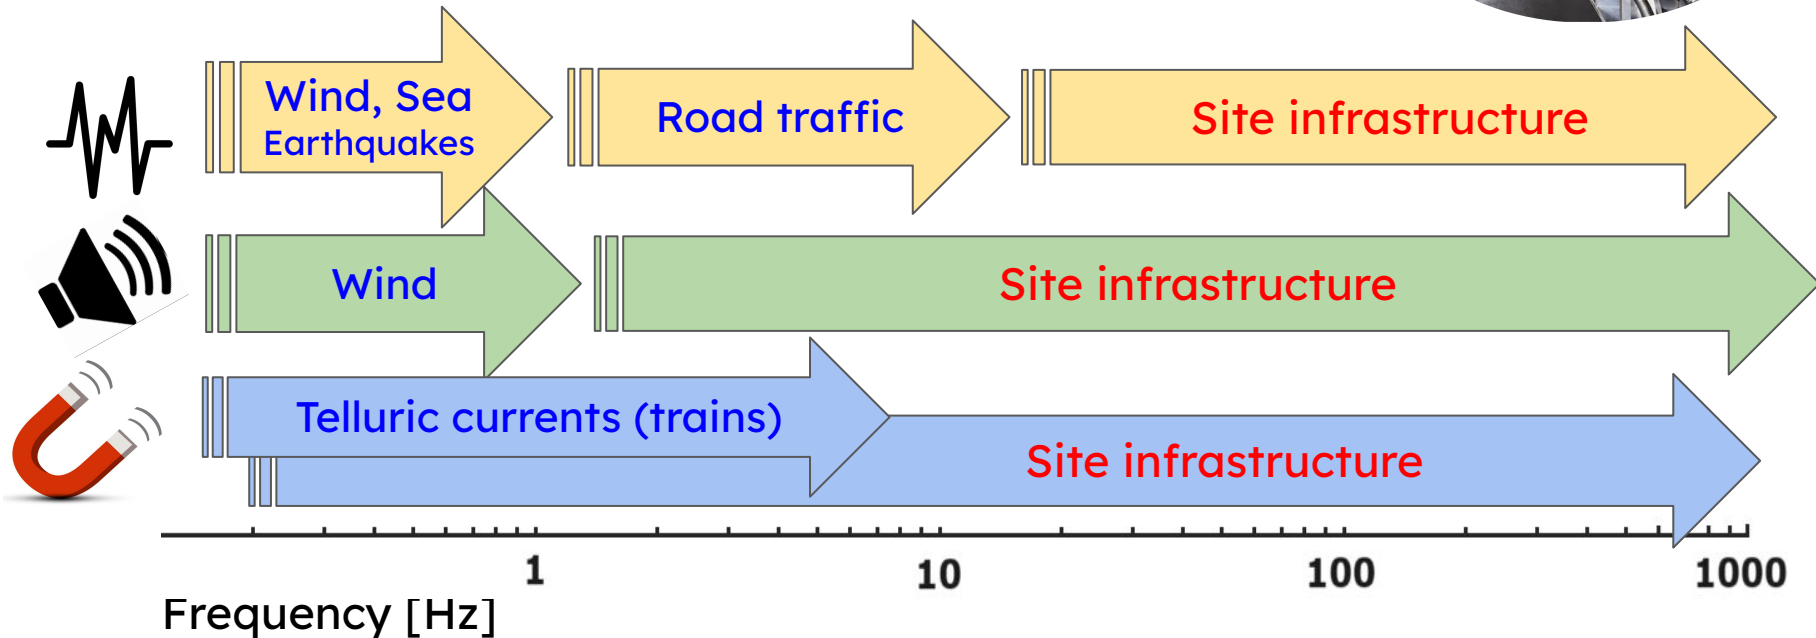 Wind, Sea
Earthquakes
Road traffic
Site infrastructure
Wind
Site infrastructure
Telluric currents (trains)
Site infrastructure
1
10
100
1000
Frequency [Hz]